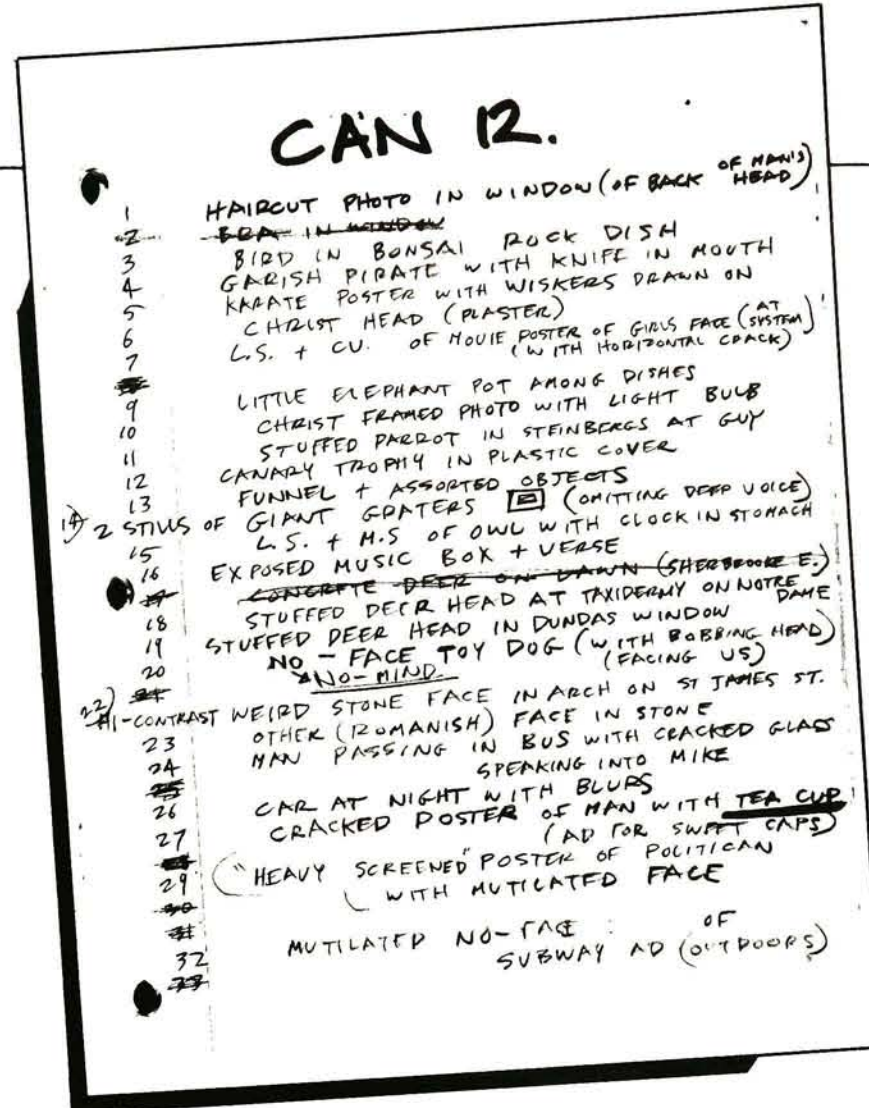 CAN 12.
1 HAIRCUT PHOTO IN WINDOW (OF BACK OF MAN'S HEAD)
2 BRA IN WINDOW
3 BIRD IN BONSAI ROCK DISH
4 GARISH PIRATE WITH KNIFE IN MOUTH
5 KARATE POSTER WITH WISKERS DRAWN ON
6 CHRIST HEAD (PLASTER)
7 L.S. + CU. OF MOVIE POSTER OF GIRLS FACE (AT SYSTEM)
(WITH HORIZONTAL CRACK)
9 LITTLE ELEPHANT POT AMONG DISHES
10 CHRIST FRAMED PHOTO WITH LIGHT BULB
11 STUFFED PARROT IN STEINBERGS AT GUY
12 CANARY TROPHY IN PLASTIC COVER
13 FUNNEL + ASSORTED OBJECTS
14) 2 STILLS OF GIANT GRATERS (OMITTING DEEP VOICE)
15 L.S. + M.S OF OWL WITH CLOCK IN STOMACH
16 EXPOSED MUSIC BOX + VERSE
17 CONCRETE DEER ON LAWN (SHERBROOKE E.)
18 STUFFED DEER HEAD AT TAXIDERMY ON NOTRE DAME
19 STUFFED DEER HEAD IN DUNDAS WINDOW
20 NO-FACE TOY DOG (WITH BOBBING HEAD)
(FACING US)
21 NO-MIND
22) HI-CONTRAST WEIRD STONE FACE IN ARCH ON ST JAMES ST.
23 OTHER (ROMANISH) FACE IN STONE
24 MAN PASSING IN BUS WITH CRACKED GLASS
25 SPEAKING INTO MIKE
26 CAR AT NIGHT WITH BLURS
27 CRACKED POSTER OF MAN WITH TEA CUP
(AD FOR SWEET CAPS)
29 ("HEAVY SCREENED" POSTER OF POLITICAN
30 WITH MUTILATED FACE
31
32 MUTILATED NO-FACE : OF
SUBWAY AD (OUTDOORS)
33